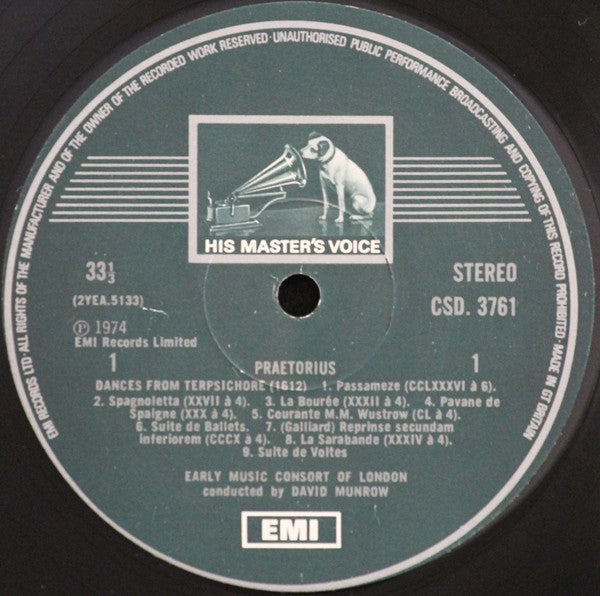 EMI RECORDS LTD · ALL RIGHTS OF THE MANUFACTURER AND OF THE OWNER OF THE RECORDED WORK RESERVED · UNAUTHORISED PUBLIC PERFORMANCE BROADCASTING AND COPYING OF THIS RECORD PROHIBITED · MADE IN GT BRITAIN
HIS MASTER'S VOICE
33⅓ STEREO
(2YEA.5133) CSD. 3761
℗ 1974
EMI Records Limited
1 PRAETORIUS 1
DANCES FROM TERPSICHORE (1612) 1. Passameze (CCLXXXVI à 6).
2. Spagnoletta (XXVII à 4). 3. La Bourée (XXXII à 4). 4. Pavane de
Spaigne (XXX à 4). 5. Courante M.M. Wustrow (CL à 4).
6. Suite de Ballets. 7. (Galliard) Reprinse secundam
inferiorem (CCCX à 4). 8. La Sarabande (XXXIV à 4).
9. Suite de Voltes
EARLY MUSIC CONSORT OF LONDON
conducted by DAVID MUNROW
EMI